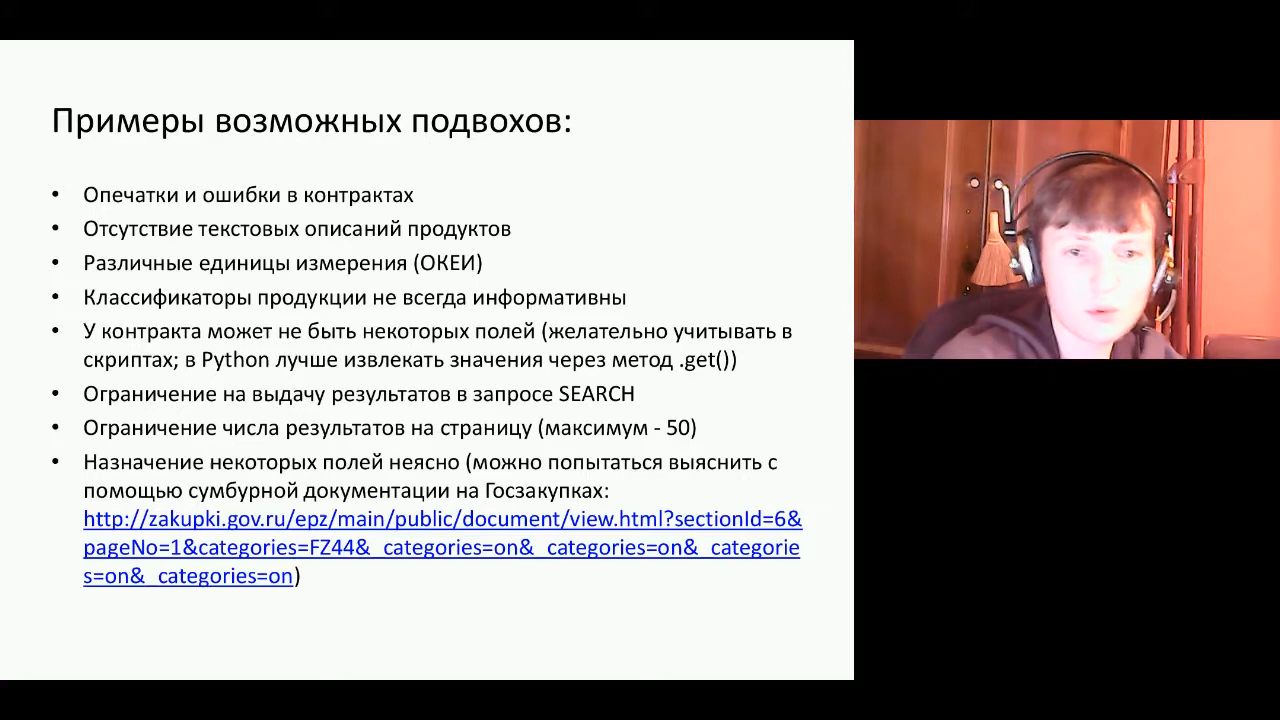 Примеры возможных подвохов:
• Опечатки и ошибки в контрактах
• Отсутствие текстовых описаний продуктов
• Различные единицы измерения (ОКЕИ)
• Классификаторы продукции не всегда информативны
• У контракта может не быть некоторых полей (желательно учитывать в
скриптах; в Python лучше извлекать значения через метод .get())
• Ограничение на выдачу результатов в запросе SEARCH
• Ограничение числа результатов на страницу (максимум - 50)
• Назначение некоторых полей неясно (можно попытаться выяснить с
помощью сумбурной документации на Госзакупках:
http://zakupki.gov.ru/epz/main/public/document/view.html?sectionId=6&
pageNo=1&categories=FZ44&_categories=on&_categories=on&_categorie
s=on&_categories=on)